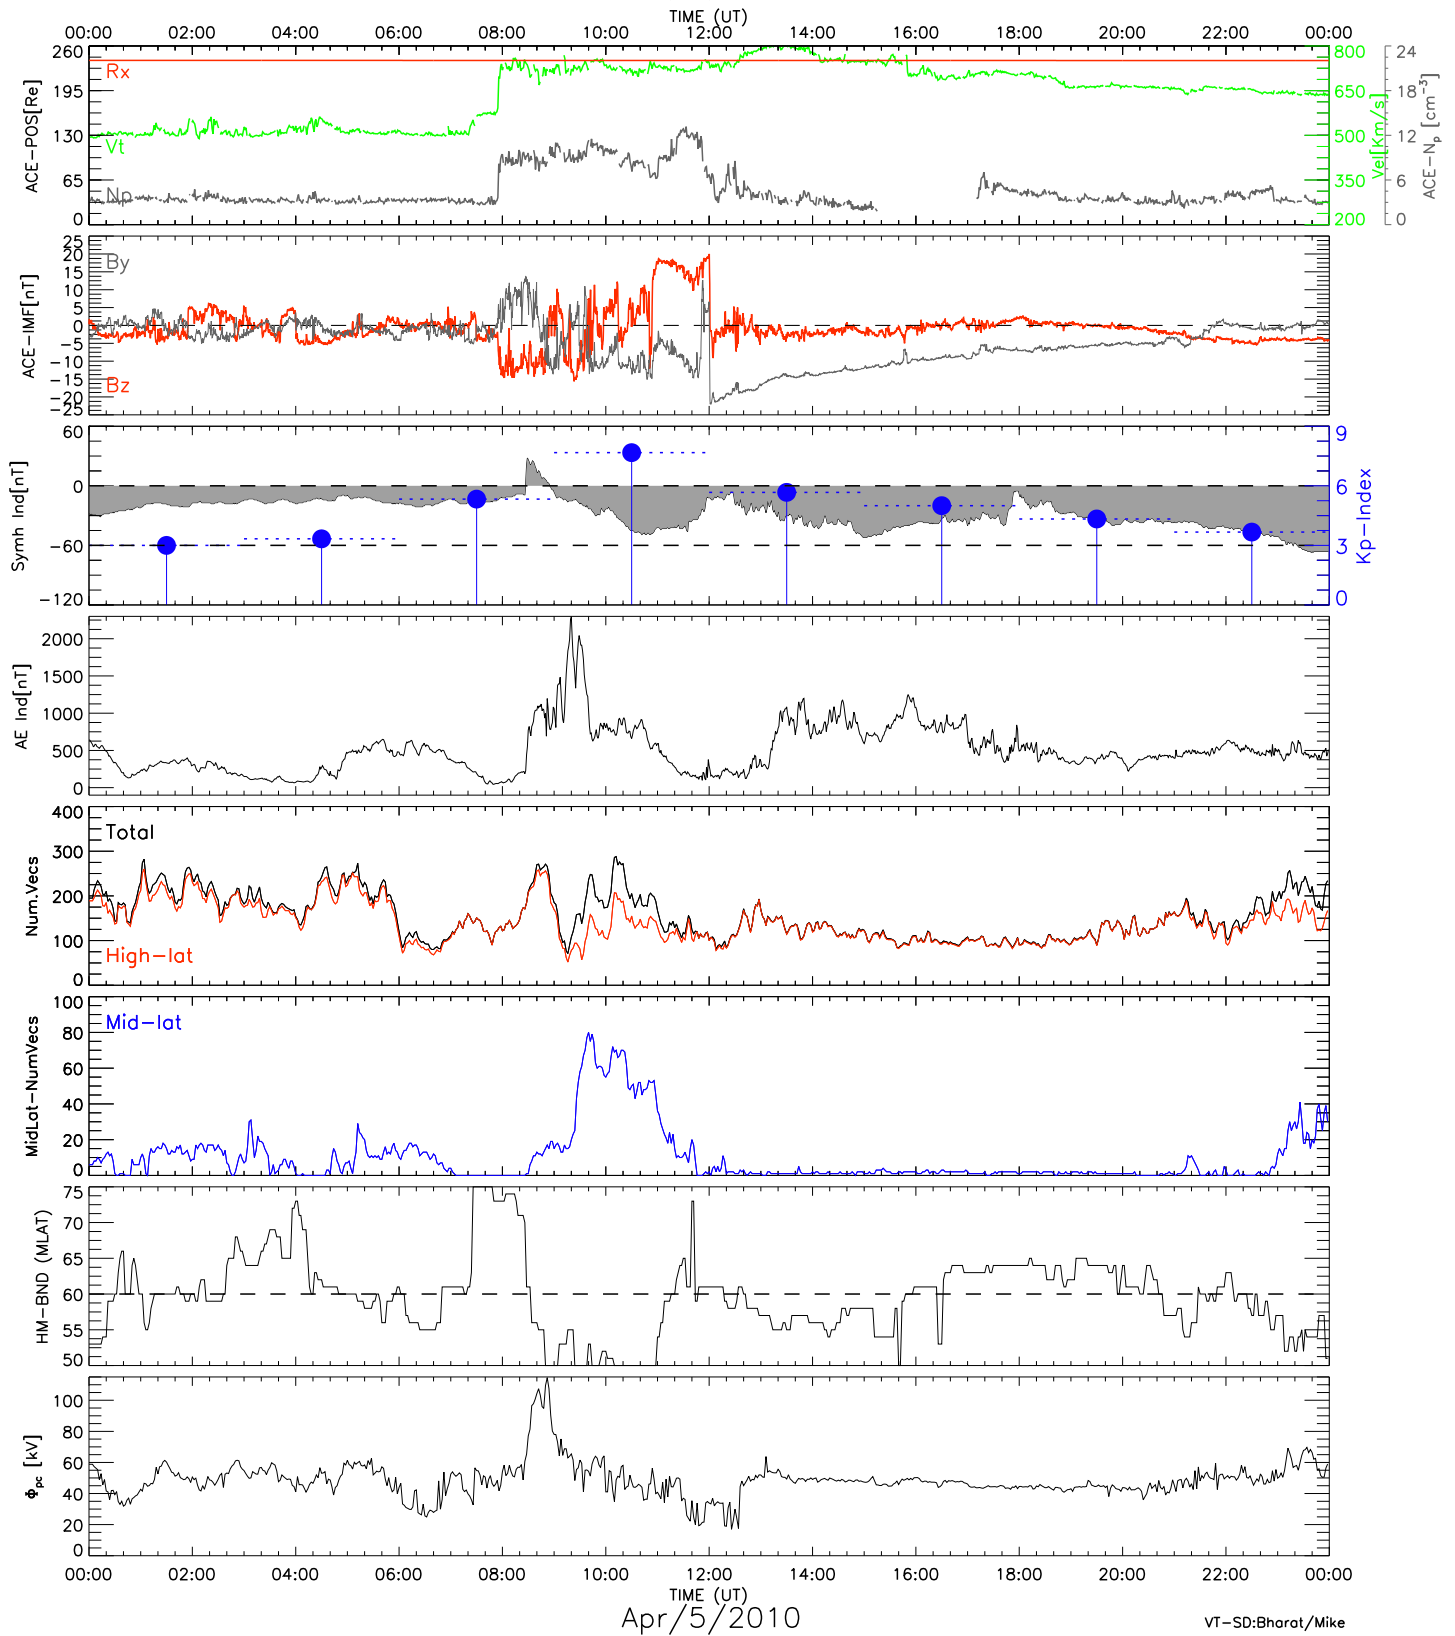 TIME (UT)
00:00 02:00 04:00 06:00 08:00 10:00 12:00 14:00 16:00 18:00 20:00 22:00 00:00
ACE-POS[Re]
260
195
130
65
0
Rx
Vt
Np
800
650
500
350
200
Vel[Km/s]
24
18
12
6
0
ACE-Np [cm-3]
ACE-IMF[nT]
25
20
15
10
5
0
-5
-10
-15
-20
-25
By
Bz
Symh Ind[nT]
60
0
-60
-120
9
6
3
0
Kp-Index
AE Ind[nT]
2000
1500
1000
500
0
Num.Vecs
400
300
200
100
0
Total
High-lat
MidLat-NumVecs
100
80
60
40
20
0
Mid-lat
HM-BND (MLAT)
75
70
65
60
55
50
Φpc [kV]
100
80
60
40
20
0
00:00 02:00 04:00 06:00 08:00 10:00 12:00 14:00 16:00 18:00 20:00 22:00 00:00
TIME (UT)
Apr/5/2010
VT-SD:Bharat/Mike